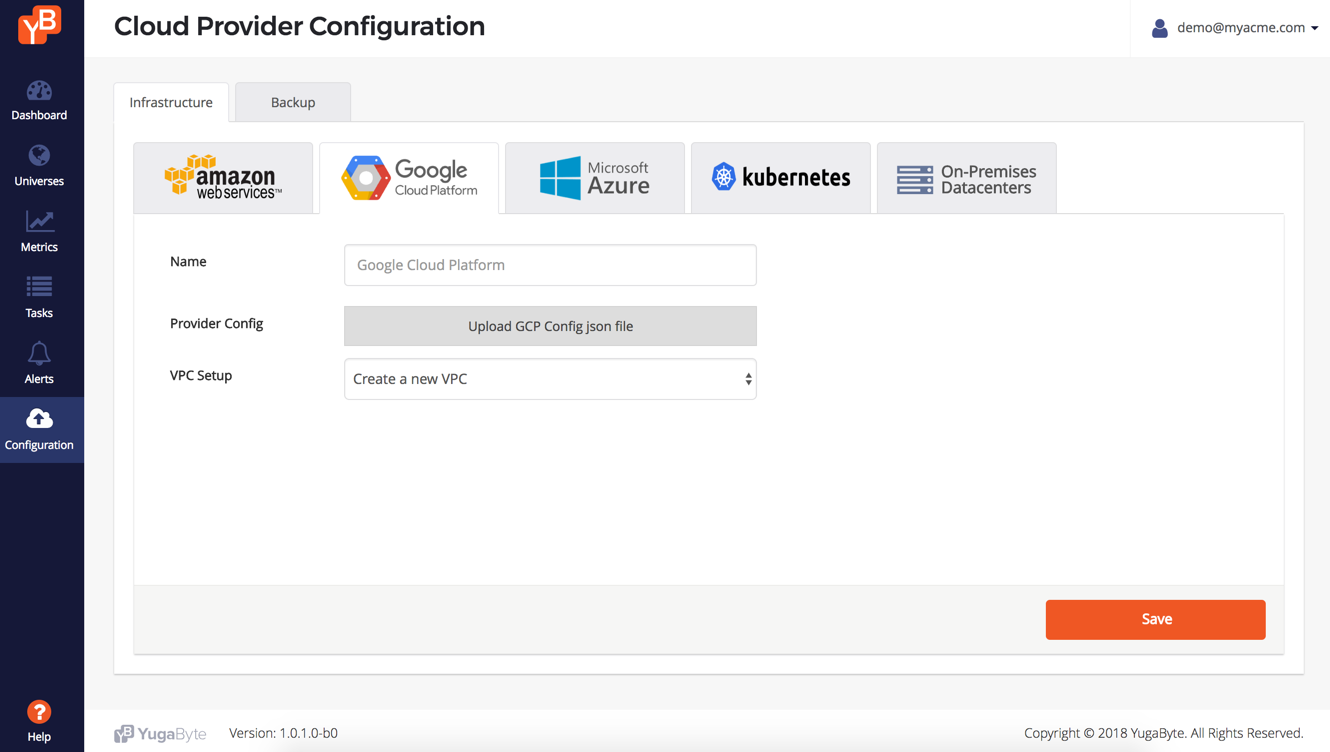 YB
Cloud Provider Configuration
demo@myacme.com
Dashboard
Universes
Metrics
Tasks
Alerts
Configuration
?
Help
Infrastructure
Backup
amazon
web services™
Google
Cloud Platform
Microsoft
Azure
kubernetes
On-Premises
Datacenters
Name
Google Cloud Platform
Provider Config
Upload GCP Config json file
VPC Setup
Create a new VPC
Save
YB YugaByte
Version: 1.0.1.0-b0
Copyright © 2018 YugaByte. All Rights Reserved.